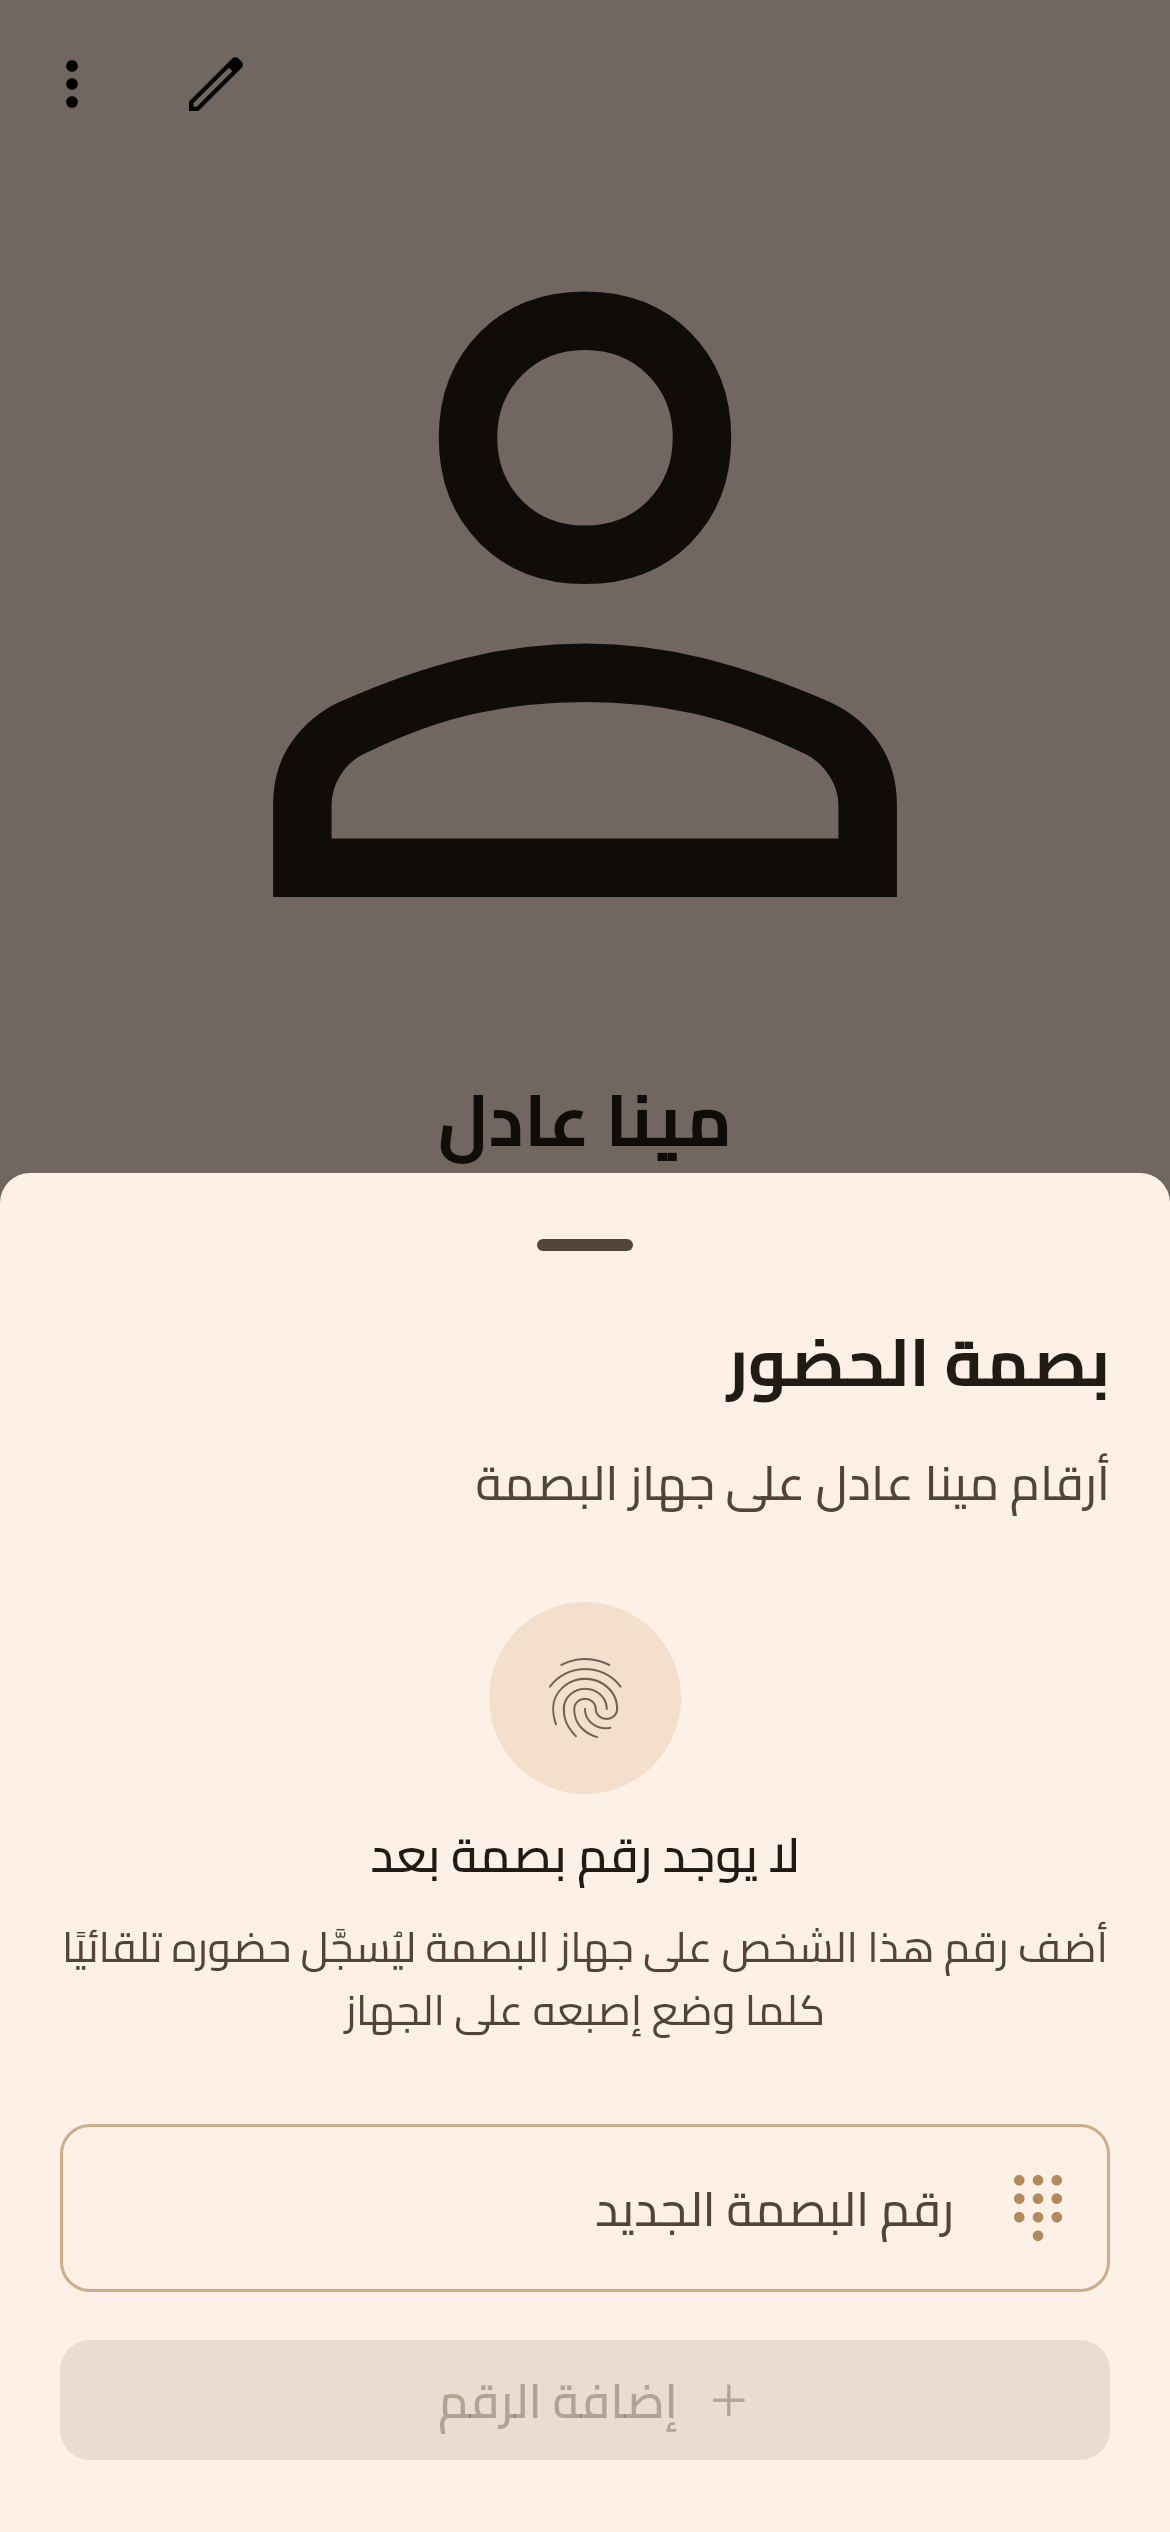 مينا عادل
بصمة الحضور
أرقام مينا عادل على جهاز البصمة
لا يوجد رقم بصمة بعد
أضف رقم هذا الشخص على جهاز البصمة ليُسجَّل حضوره تلقائيًا
كلما وضع إصبعه على الجهاز
رقم البصمة الجديد
إضافة الرقم